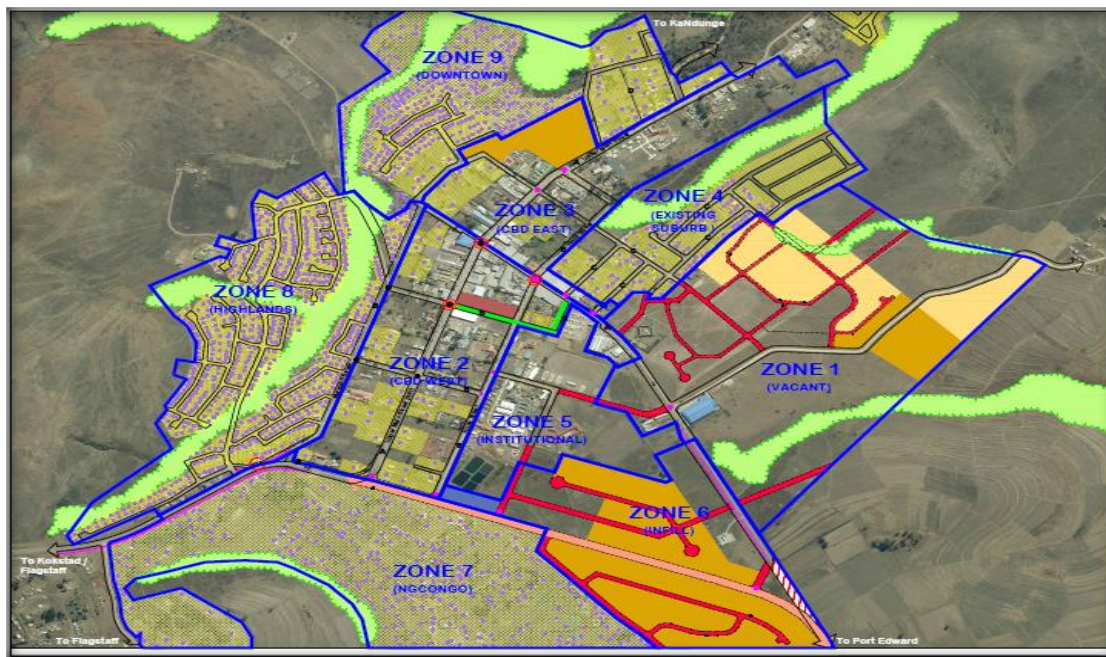 To KaNdunge
ZONE 9
(DOWNTOWN)
ZONE 4
(EXISTING
SUBURB )
ZONE 3
(CBD EAST)
ZONE 8
(HIGHLANDS)
ZONE 2
(CBD WEST)
ZONE 1
(VACANT)
ZONE 5
(INSTITUTIONAL)
ZONE 6
(INFILL)
ZONE 7
(NGCONGO)
To Kokstad /
Flagstaff
To Flagstaff
To Port Edward